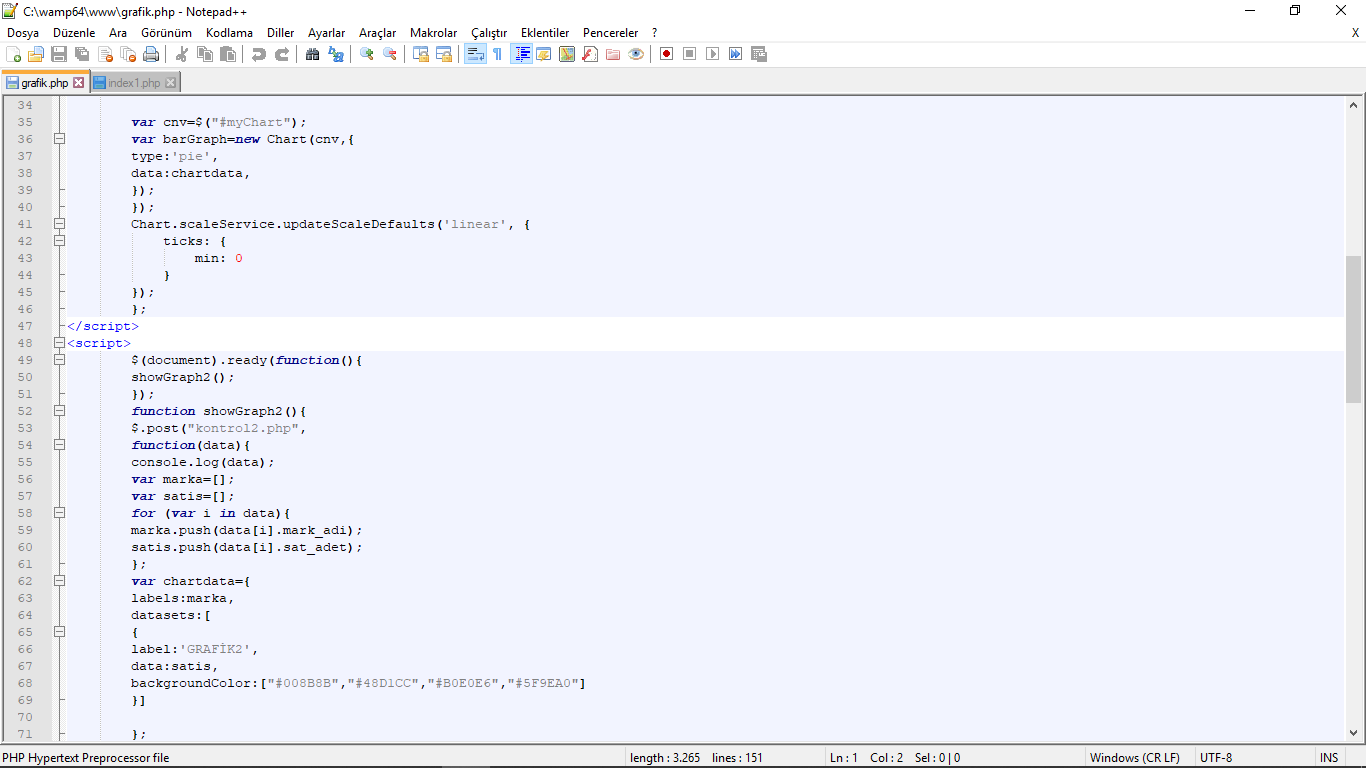 C:\wamp64\www\grafik.php - Notepad++
Dosya Düzenle Ara Görünüm Kodlama Diller Ayarlar Araçlar Makrolar Çalıştır Eklentiler Pencereler ? X
grafik.php index1.php
34
35 var cnv=$("#myChart");
36 var barGraph=new Chart(cnv,{
37 type:'pie',
38 data:chartdata,
39 });
40 });
41 Chart.scaleService.updateScaleDefaults('linear', {
42 ticks: {
43 min: 0
44 }
45 });
46 };
47 </script>
48 <script>
49 $(document).ready(function(){
50 showGraph2();
51 });
52 function showGraph2(){
53 $.post("kontrol2.php",
54 function(data){
55 console.log(data);
56 var marka=[];
57 var satis=[];
58 for (var i in data){
59 marka.push(data[i].mark_adi);
60 satis.push(data[i].sat_adet);
61 };
62 var chartdata={
63 labels:marka,
64 datasets:[
65 {
66 label:'GRAFİK2',
67 data:satis,
68 backgroundColor:["#008B8B","#48D1CC","#B0E0E6","#5F9EA0"]
69 }]
70
71 };
PHP Hypertext Preprocessor file length : 3.265 lines : 151 Ln : 1 Col : 2 Sel : 0 | 0 Windows (CR LF) UTF-8 INS